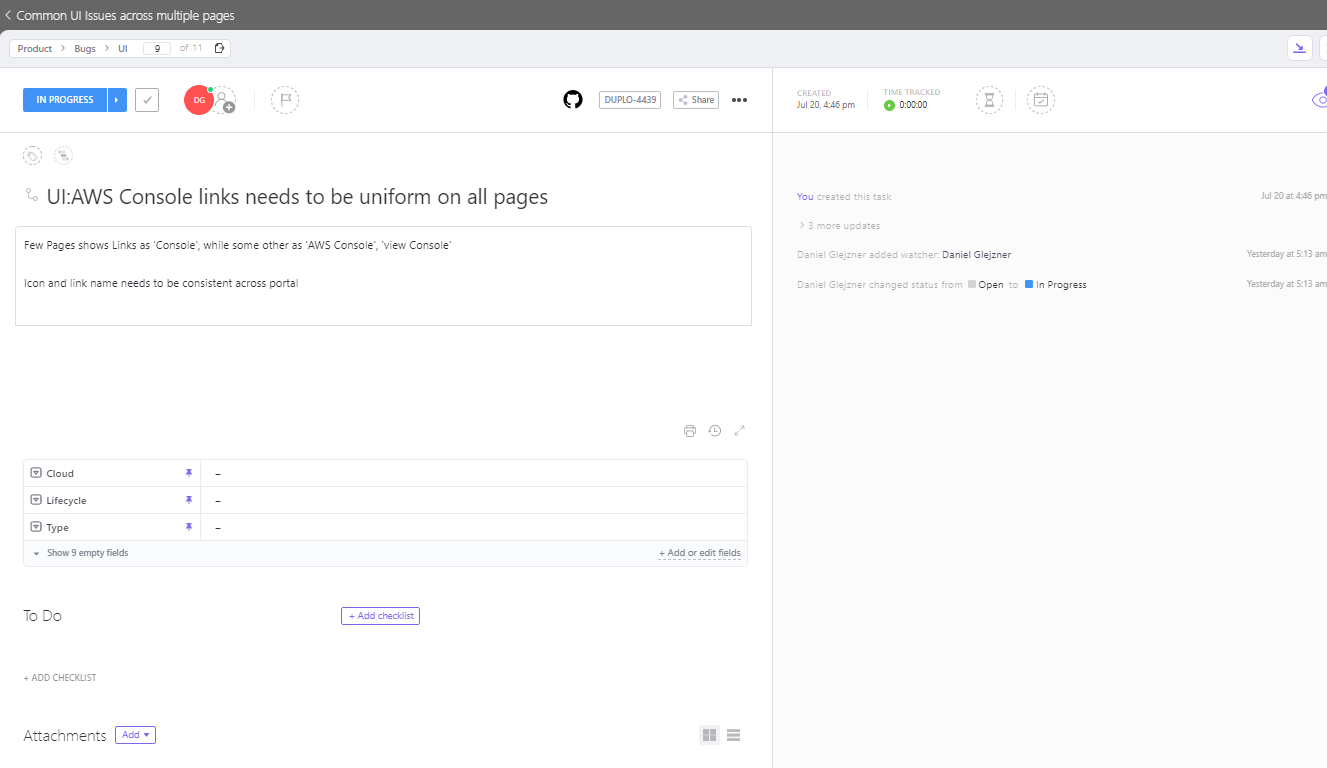 Common UI Issues across multiple pages
Product > Bugs > UI 9 of 11
IN PROGRESS
DG
DUPLO-4439
Share
CREATED
Jul 20, 4:46 pm
TIME TRACKED
0:00:00
UI:AWS Console links needs to be uniform on all pages
Few Pages shows Links as 'Console', while some other as 'AWS Console', 'view Console'
Icon and link name needs to be consistent across portal
Cloud –
Lifecycle –
Type –
Show 9 empty fields
+ Add or edit fields
To Do
+ Add checklist
+ ADD CHECKLIST
Attachments
Add
You created this task Jul 20 at 4:46 pm
> 3 more updates
Daniel Glejzner added watcher: Daniel Glejzner Yesterday at 5:13 am
Daniel Glejzner changed status from Open to In Progress Yesterday at 5:13 am